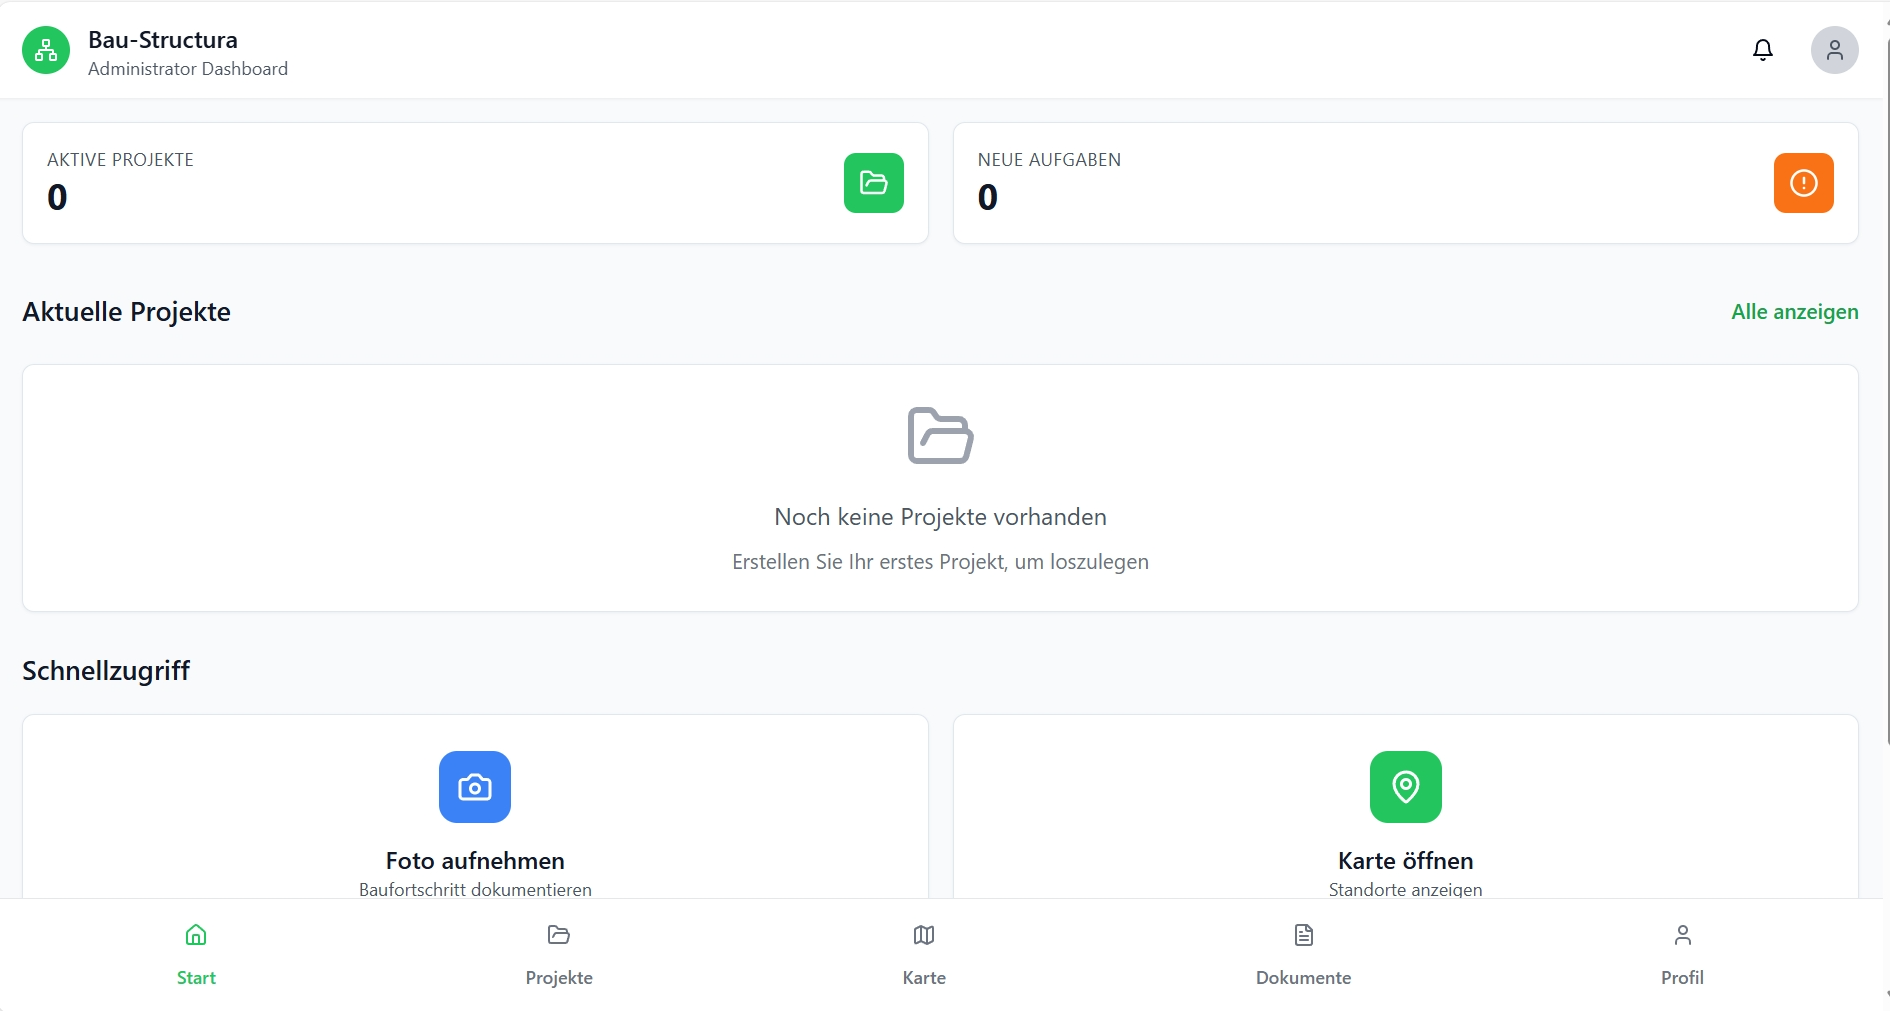 Bau-Structura
Administrator Dashboard
AKTIVE PROJEKTE
0
NEUE AUFGABEN
0
Aktuelle Projekte
Alle anzeigen
Noch keine Projekte vorhanden
Erstellen Sie Ihr erstes Projekt, um loszulegen
Schnellzugriff
Foto aufnehmen
Baufortschritt dokumentieren
Karte öffnen
Standorte anzeigen
Start
Projekte
Karte
Dokumente
Profil